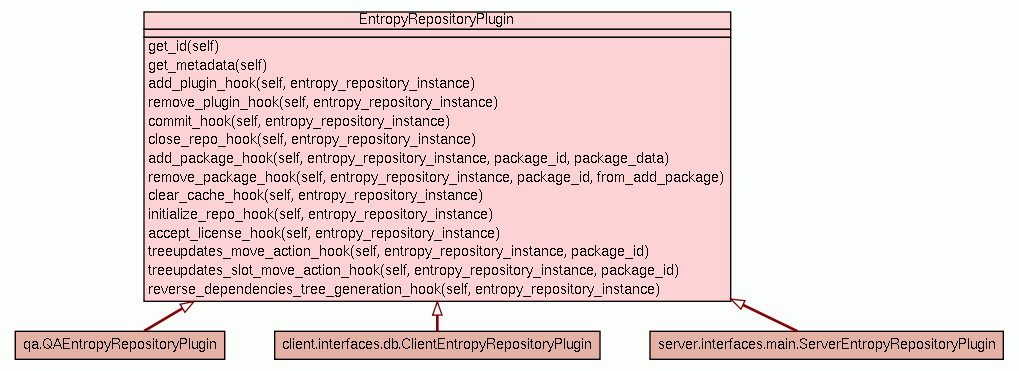 EntropyRepositoryPlugin
get_id(self)
get_metadata(self)
add_plugin_hook(self, entropy_repository_instance)
remove_plugin_hook(self, entropy_repository_instance)
commit_hook(self, entropy_repository_instance)
close_repo_hook(self, entropy_repository_instance)
add_package_hook(self, entropy_repository_instance, package_id, package_data)
remove_package_hook(self, entropy_repository_instance, package_id, from_add_package)
clear_cache_hook(self, entropy_repository_instance)
initialize_repo_hook(self, entropy_repository_instance)
accept_license_hook(self, entropy_repository_instance)
treeupdates_move_action_hook(self, entropy_repository_instance, package_id)
treeupdates_slot_move_action_hook(self, entropy_repository_instance, package_id)
reverse_dependencies_tree_generation_hook(self, entropy_repository_instance)
qa.QAEntropyRepositoryPlugin
client.interfaces.db.ClientEntropyRepositoryPlugin
server.interfaces.main.ServerEntropyRepositoryPlugin